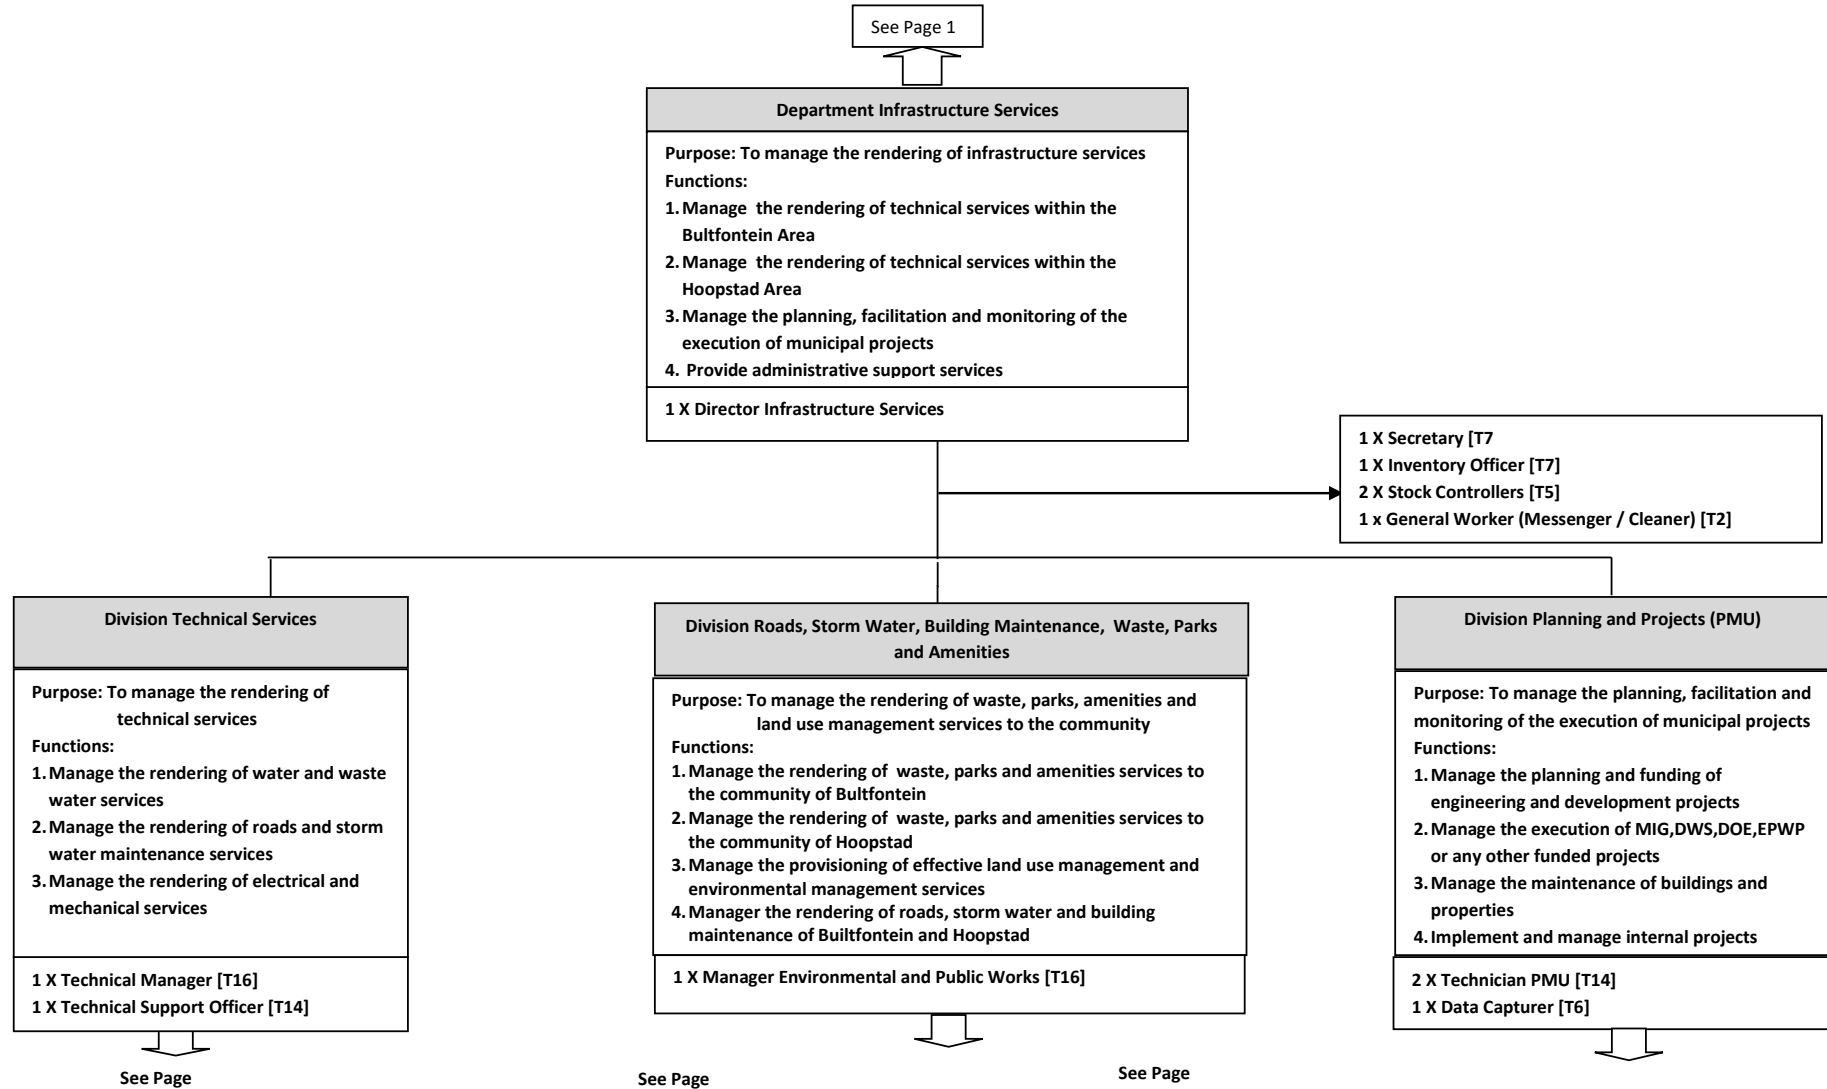 See Page 1
Department Infrastructure Services
Purpose: To manage the rendering of infrastructure services
Functions:
1. Manage the rendering of technical services within the
Bultfontein Area
2. Manage the rendering of technical services within the
Hoopstad Area
3. Manage the planning, facilitation and monitoring of the
execution of municipal projects
4. Provide administrative support services
1 X Director Infrastructure Services
1 X Secretary [T7
1 X Inventory Officer [T7]
2 X Stock Controllers [T5]
1 x General Worker (Messenger / Cleaner) [T2]
Division Technical Services
Purpose: To manage the rendering of
technical services
Functions:
1. Manage the rendering of water and waste
water services
2. Manage the rendering of roads and storm
water maintenance services
3. Manage the rendering of electrical and
mechanical services
1 X Technical Manager [T16]
1 X Technical Support Officer [T14]
See Page
Division Roads, Storm Water, Building Maintenance, Waste, Parks
and Amenities
Purpose: To manage the rendering of waste, parks, amenities and
land use management services to the community
Functions:
1. Manage the rendering of waste, parks and amenities services to
the community of Bultfontein
2. Manage the rendering of waste, parks and amenities services to
the community of Hoopstad
3. Manage the provisioning of effective land use management and
environmental management services
4. Manager the rendering of roads, storm water and building
maintenance of Builtfontein and Hoopstad
1 X Manager Environmental and Public Works [T16]
See Page
Division Planning and Projects (PMU)
Purpose: To manage the planning, facilitation and
monitoring of the execution of municipal projects
Functions:
1. Manage the planning and funding of
engineering and development projects
2. Manage the execution of MIG,DWS,DOE,EPWP
or any other funded projects
3. Manage the maintenance of buildings and
properties
4. Implement and manage internal projects
2 X Technician PMU [T14]
1 X Data Capturer [T6]
See Page